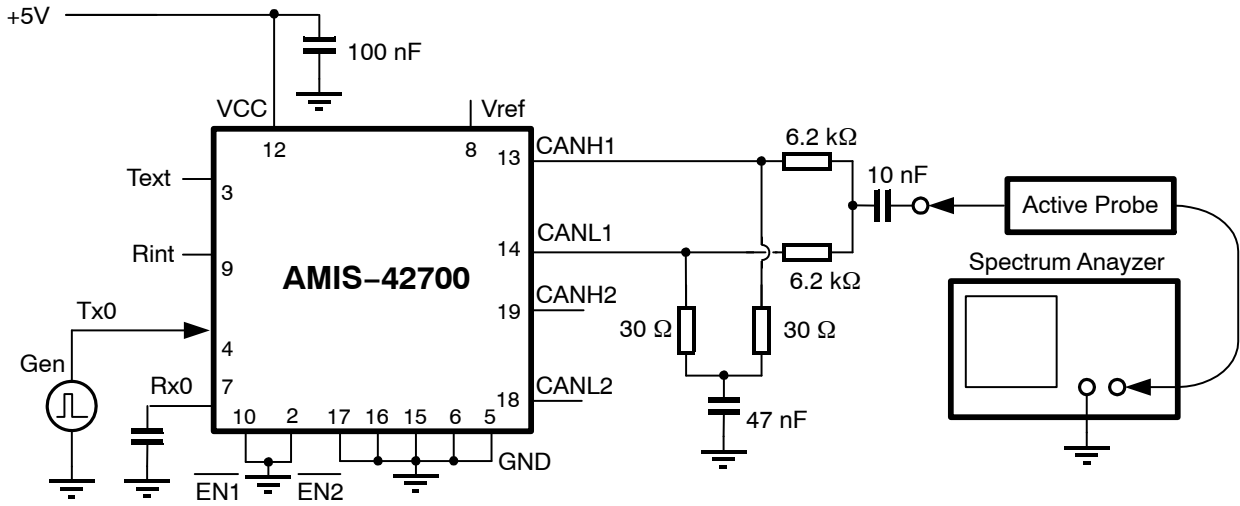 +5V
100 nF
VCC
Vref
12
8
13
CANH1
6.2 kΩ
10 nF
Text
3
Active Probe
14
CANL1
Rint
9
AMIS−42700
6.2 kΩ
Spectrum Anayzer
19
CANH2
Tx0
4
30 Ω
30 Ω
Gen
Rx0
7
18
CANL2
10
2
17
16
15
6
5
47 nF
GND
EN1
EN2